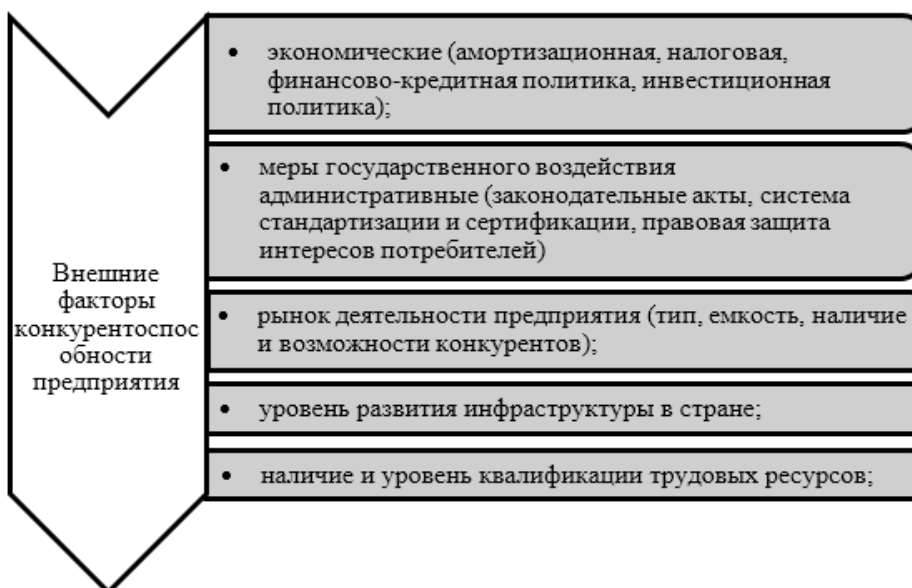 Внешние
факторы
конкурентоспос
обности
предприятия
• экономические (амортизационная, налоговая,
финансово-кредитная политика, инвестиционная
политика);
• меры государственного воздействия
административные (законодательные акты, система
стандартизации и сертификации, правовая защита
интересов потребителей)
• рынок деятельности предприятия (тип, емкость, наличие
и возможности конкурентов);
• уровень развития инфраструктуры в стране;
• наличие и уровень квалификации трудовых ресурсов;